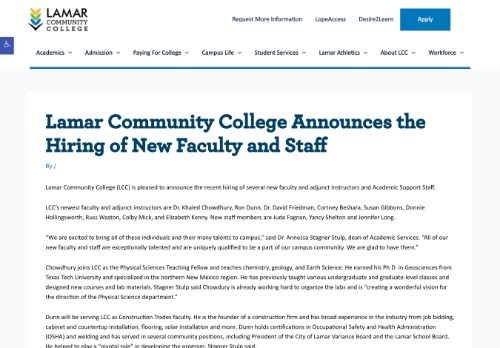 LAMAR
COMMUNITY
COLLEGE
Request More Information LopeAccess Desire2Learn Apply
Academics Admission Paying For College Campus Life Student Services Lamar Athletics About LCC Workforce
Lamar Community College Announces the
Hiring of New Faculty and Staff
By /
Lamar Community College (LCC) is pleased to announce the recent hiring of several new faculty and adjunct instructors and Academic Support Staff.
LCC's newest faculty and adjunct instructors are Dr. Khaled Chowdhury, Ron Dunn, Dr. David Friedman, Cortney Beshara, Susan Gibbons, Donnie
Hollingsworth, Russ Waston, Colby Mick, and Elizabeth Kenny. New staff members are Jude Fagnan, Yancy Shelton and Jennifer Long.
"We are excited to bring all of these individuals and their many talents to campus," said Dr. Annessa Stagner Stulp, dean of Academic Services. "All of our
new faculty and staff are exceptionally talented and are uniquely qualified to be a part of our campus community. We are glad to have them."
Chowdhury joins LCC as the Physical Sciences Teaching Fellow and teaches chemistry, geology, and Earth Science. He earned his Ph.D. in Geosciences from
Texas Tech University and specialized in the northern New Mexico region. He has previously taught various undergraduate and graduate-level classes and
designed new courses and lab materials. Stagner Stulp said Chowdury is already working hard to organize the labs and is "creating a wonderful vision for
the direction of the Physical Science department."
Dunn will be serving LCC as Construction Trades faculty. He is the founder of a construction firm and has broad experience in the industry from job bidding,
cabinet and countertop installation, flooring, solar installation and more. Dunn holds certifications in Occupational Safety and Health Administration
(OSHA) and welding and has served in several community positions, including President of the City of Lamar Variance Board and the Lamar School Board.
He helped to play a "pivotal role" in developing the program, Stagner Stulp said.